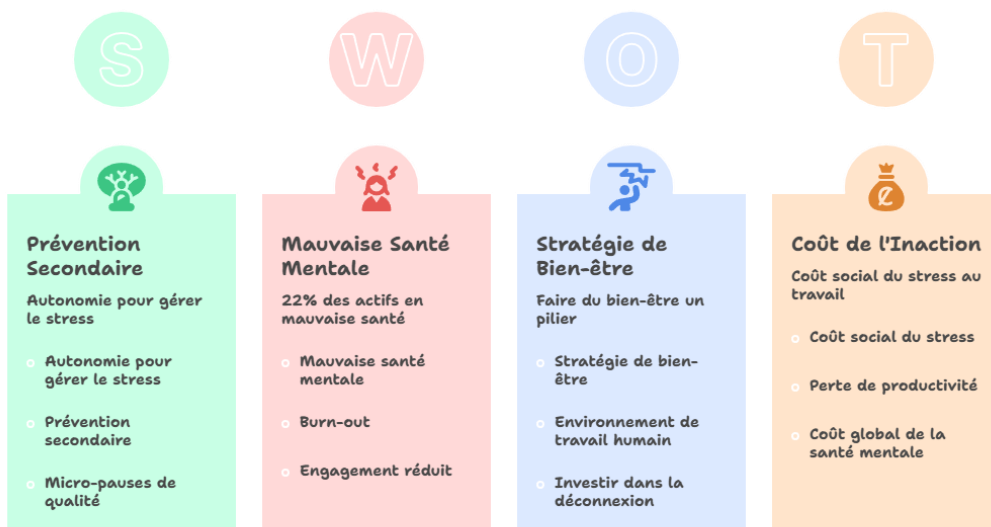 S
W
O
T
Prévention
Secondaire
Autonomie pour gérer
le stress
Autonomie pour
gérer le stress
Prévention
secondaire
Micro-pauses de
qualité
Mauvaise Santé
Mentale
22% des actifs en
mauvaise santé
Mauvaise santé
mentale
Burn-out
Engagement réduit
Stratégie de
Bien-être
Faire du bien-être un
pilier
Stratégie de bien-
être
Environnement de
travail humain
Investir dans la
déconnexion
Coût de l'Inaction
Coût social du stress au
travail
Coût social du stress
Perte de productivité
Coût global de la
santé mentale